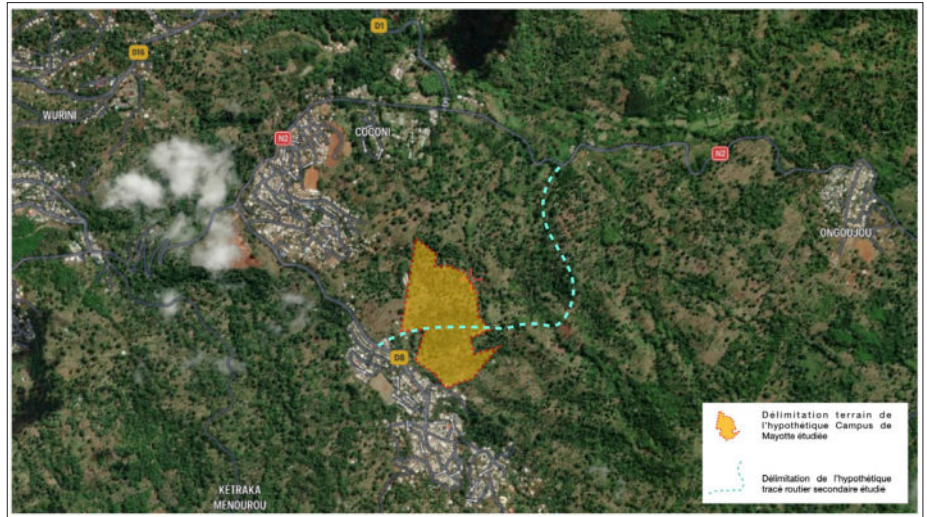 D1
D16
WURINI
N2
COCONI
N2
ONGOUJOU
D8
KETRAKA
MENDUROU
Délimitation terrain de
l'hypothétique Campus de
Mayotte étudiée
Délimitation de l'hypothétique
tracé routier secondaire étudié